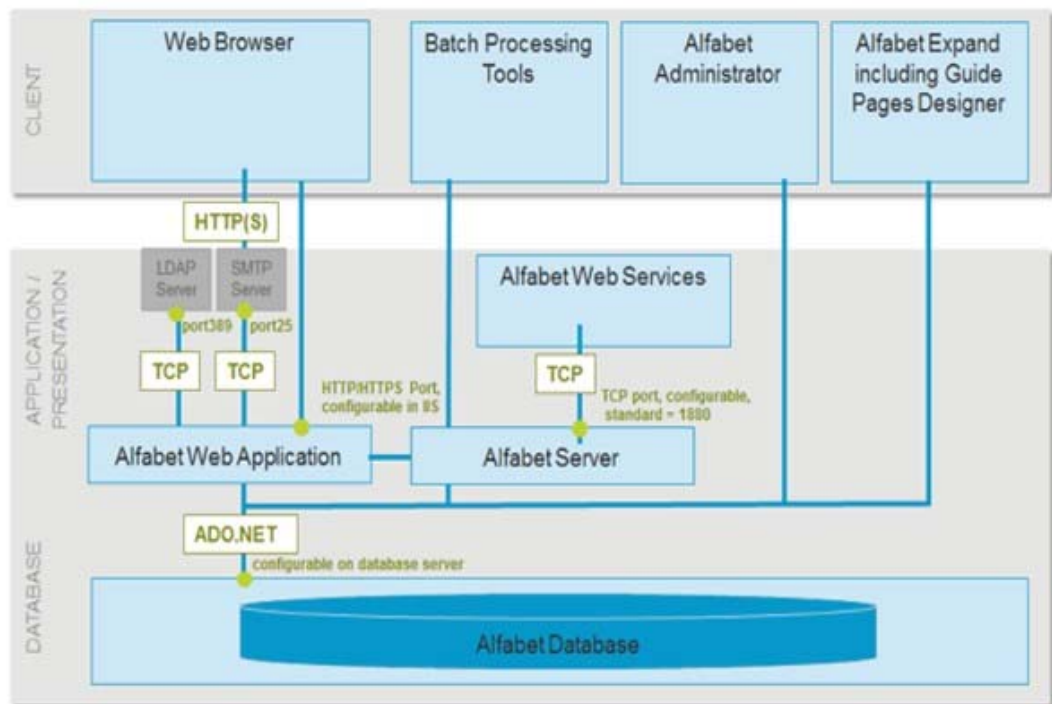 CLIENT
Web Browser
Batch Processing
Tools
Alfabet
Administrator
Alfabet Expand
including Guide
Pages Designer
HTTP(S)
APPLICATION /
PRESENTATION
LDAP
Server
SMTP
Server
port389
port25
TCP
TCP
Alfabet Web Services
TCP
HTTP/HTTPS Port,
configurable in IIS
TCP port, configurable,
standard = 1880
Alfabet Web Application
Alfabet Server
DATABASE
ADO.NET
configurable on database server
Alfabet Database